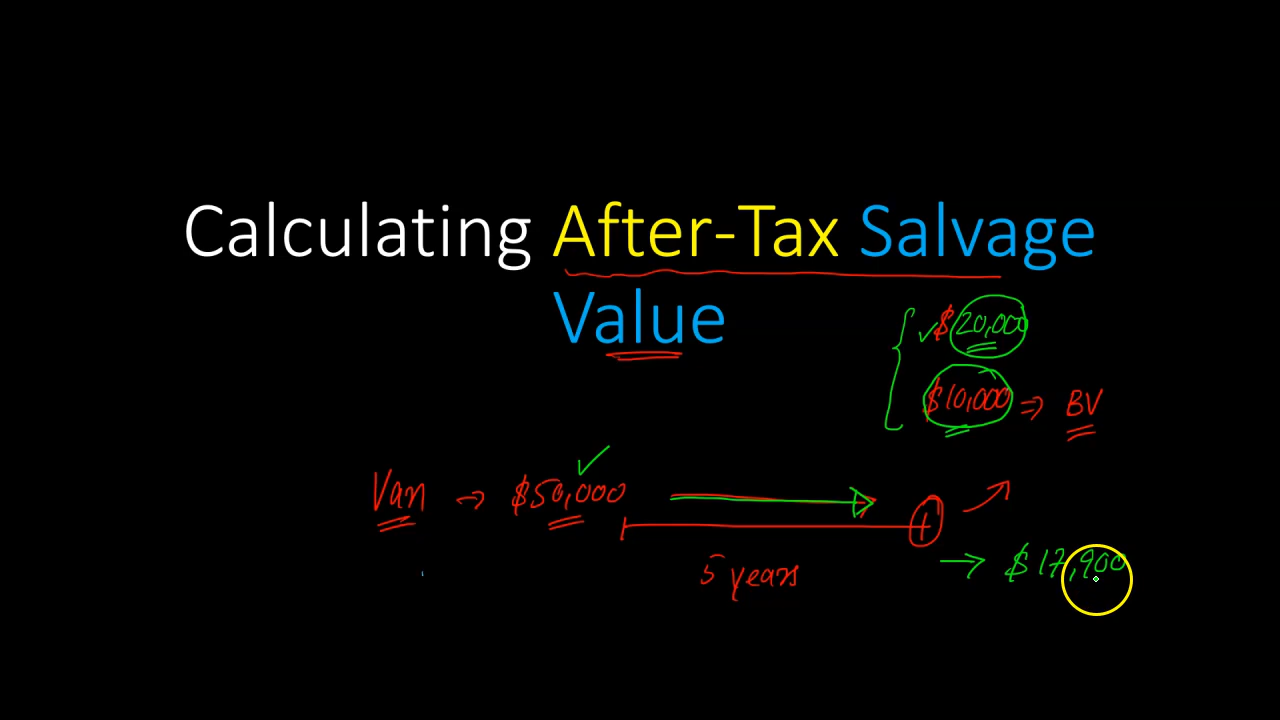 Calculating After-Tax Salvage
Value
$20,000
$10,000 ⇒ BV
Van → $50,000
5 years
→ $17,900